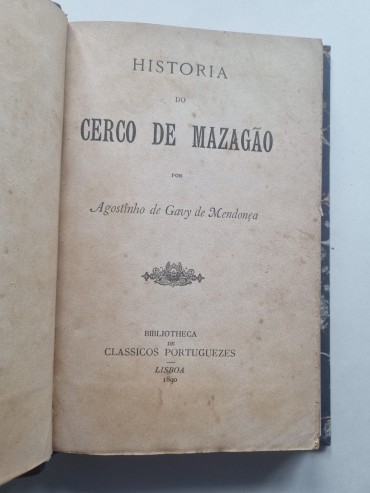 HISTORIA
DO
CERCO DE MAZAGÃO
POR
Agostinho de Gavy de Mendonça
BIBLIOTHECA
DE
CLASSICOS PORTUGUEZES
LISBOA
1890